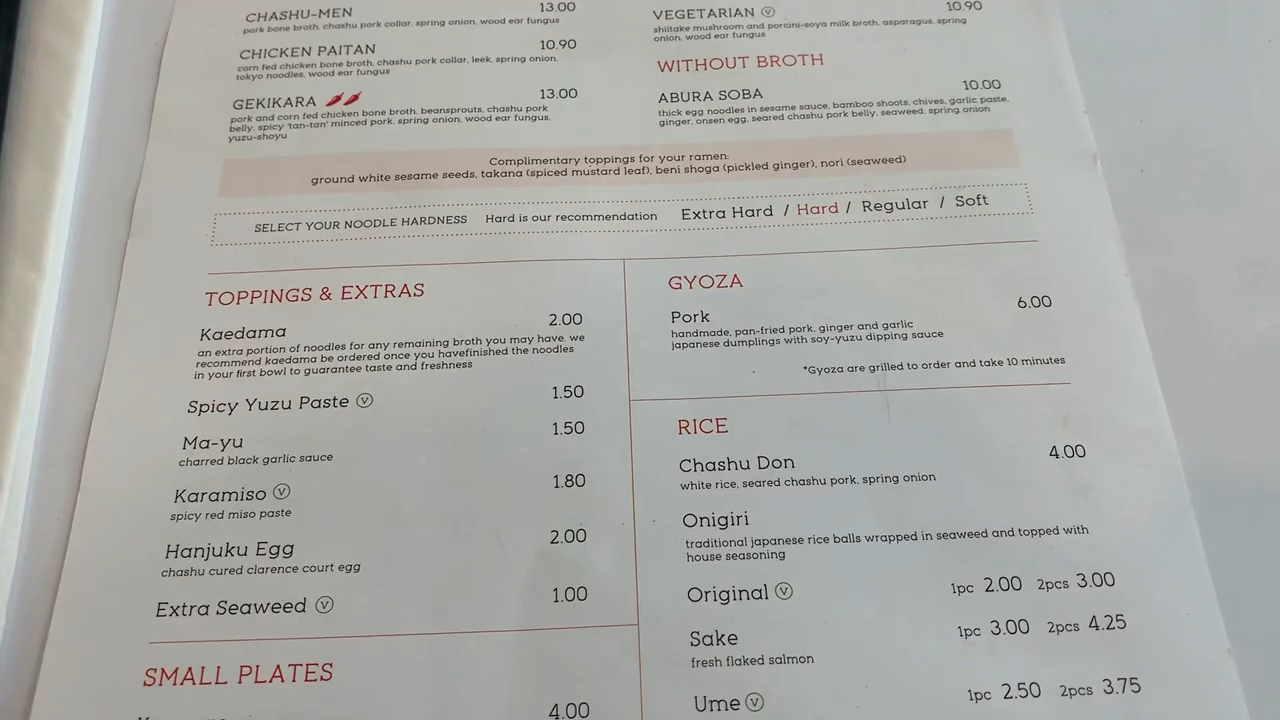 CHASHU-MEN 13.00
pork bone broth, chashu pork collar, spring onion, wood ear fungus
CHICKEN PAITAN 10.90
corn fed chicken bone broth, chashu pork collar, leek, spring onion,
tokyo noodles, wood ear fungus
GEKIKARA 13.00
pork and corn fed chicken bone broth, beansprouts, chashu pork
belly, spicy 'tan-tan' minced pork, spring onion, wood ear fungus,
yuzu-shoyu
VEGETARIAN V 10.90
shiitake mushroom and porcini-soya milk broth, asparagus, spring
onion, wood ear fungus
WITHOUT BROTH
ABURA SOBA 10.00
thick egg noodles in sesame sauce, bamboo shoots, chives, garlic paste,
ginger, onsen egg, seared chashu pork belly, seaweed, spring onion
Complimentary toppings for your ramen
ground white sesame seeds, takana (spiced mustard leaf), beni shoga (pickled ginger), nori (seaweed)
SELECT YOUR NOODLE HARDNESS Hard is our recommendation Extra Hard / Hard / Regular / Soft
TOPPINGS & EXTRAS
Kaedama 2.00
an extra portion of noodles for any remaining broth you may have. we
recommend kaedama be ordered once you havefinished the noodles
in your first bowl to guarantee taste and freshness
Spicy Yuzu Paste V 1.50
Ma-yu 1.50
charred black garlic sauce
Karamiso V 1.80
spicy red miso paste
Hanjuku Egg 2.00
chashu cured clarence court egg
Extra Seaweed V 1.00
SMALL PLATES
4.00
GYOZA
Pork 6.00
handmade, pan-fried pork, ginger and garlic
japanese dumplings with soy-yuzu dipping sauce
*Gyoza are grilled to order and take 10 minutes
RICE
Chashu Don 4.00
white rice, seared chashu pork, spring onion
Onigiri
traditional japanese rice balls wrapped in seaweed and topped with
house seasoning
Original V 1pc 2.00 2pcs 3.00
Sake 1pc 3.00 2pcs 4.25
fresh flaked salmon
Ume V 1pc 2.50 2pcs 3.75